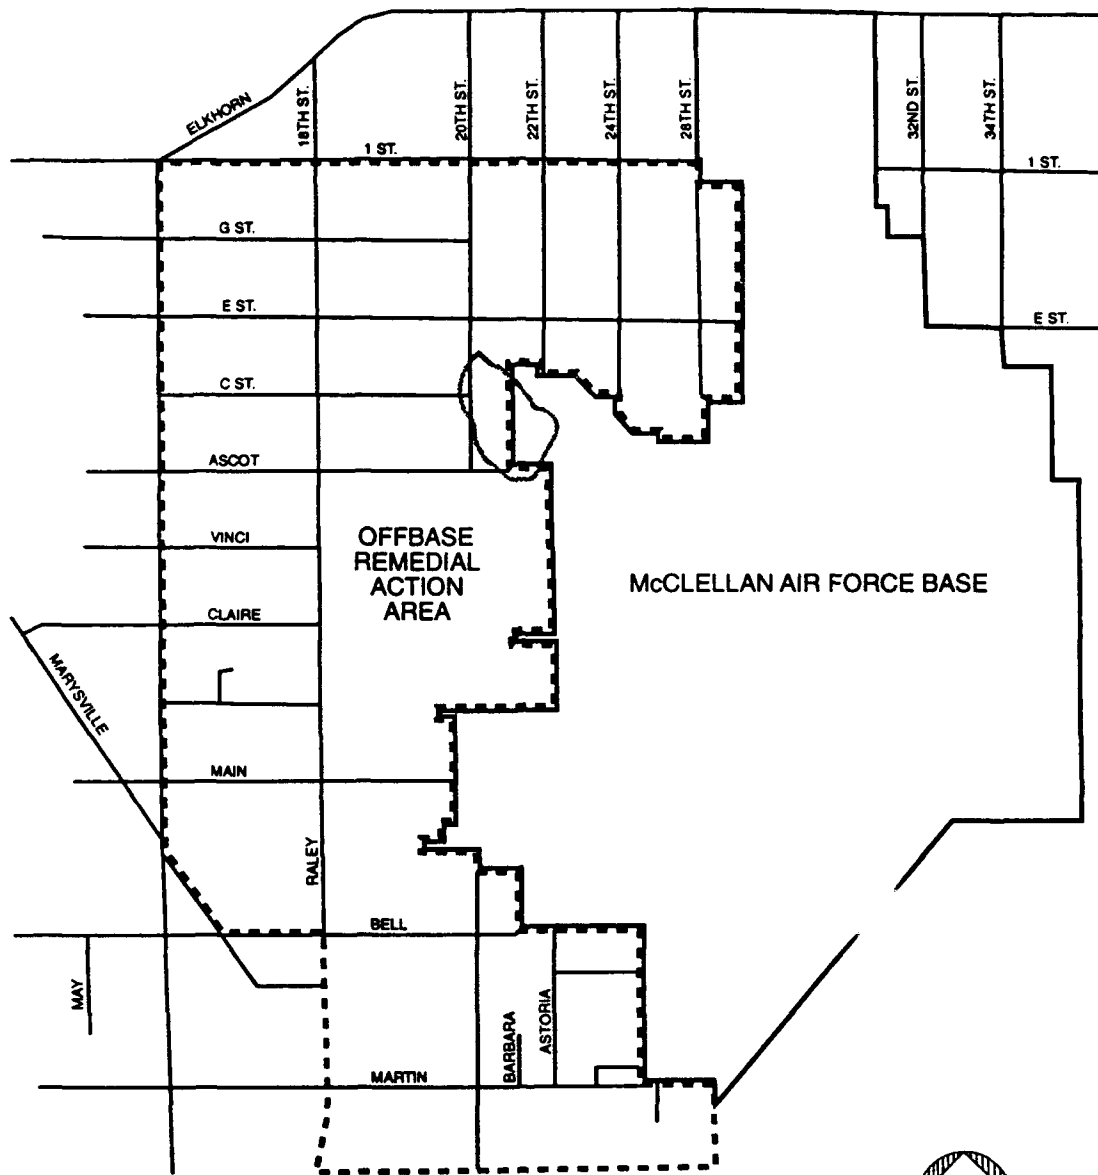 ELKHORN
18TH ST.
20TH ST.
22TH ST.
24TH ST.
28TH ST.
32ND ST.
34TH ST.
1 ST.
1 ST.
G ST.
E ST.
E ST.
C ST.
ASCOT
VINCI
OFFBASE
REMEDIAL
ACTION
AREA
McCLELLAN AIR FORCE BASE
CLAIRE
MARYSVILLE
MAIN
RALEY
BELL
MAY
BARBARA
ASTORIA
MARTIN